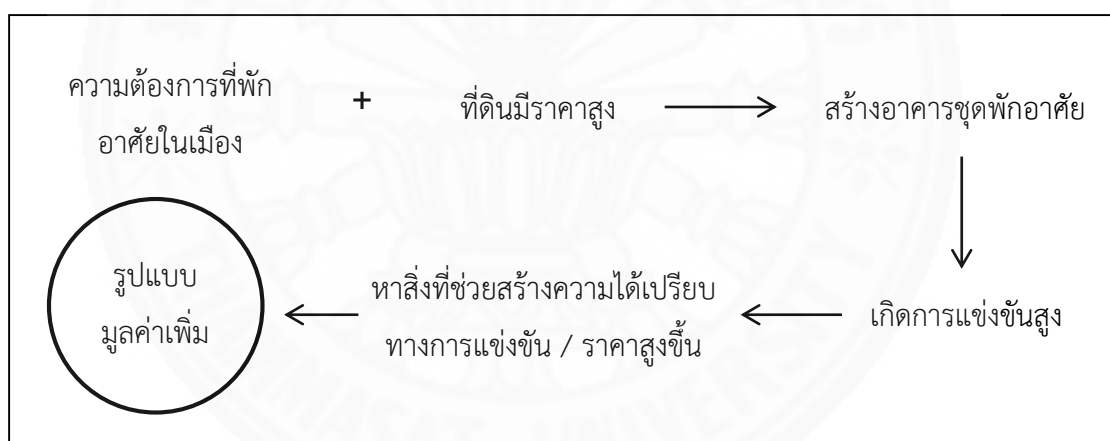 ความต้องการที่พัก
อาศัยในเมือง
+
ที่ดินมีราคาสูง
สร้างอาคารชุดพักอาศัย
เกิดการแข่งขันสูง
หาสิ่งที่ช่วยสร้างความได้เปรียบ
ทางการแข่งขัน / ราคาสูงขึ้น
รูปแบบ
มูลค่าเพิ่ม